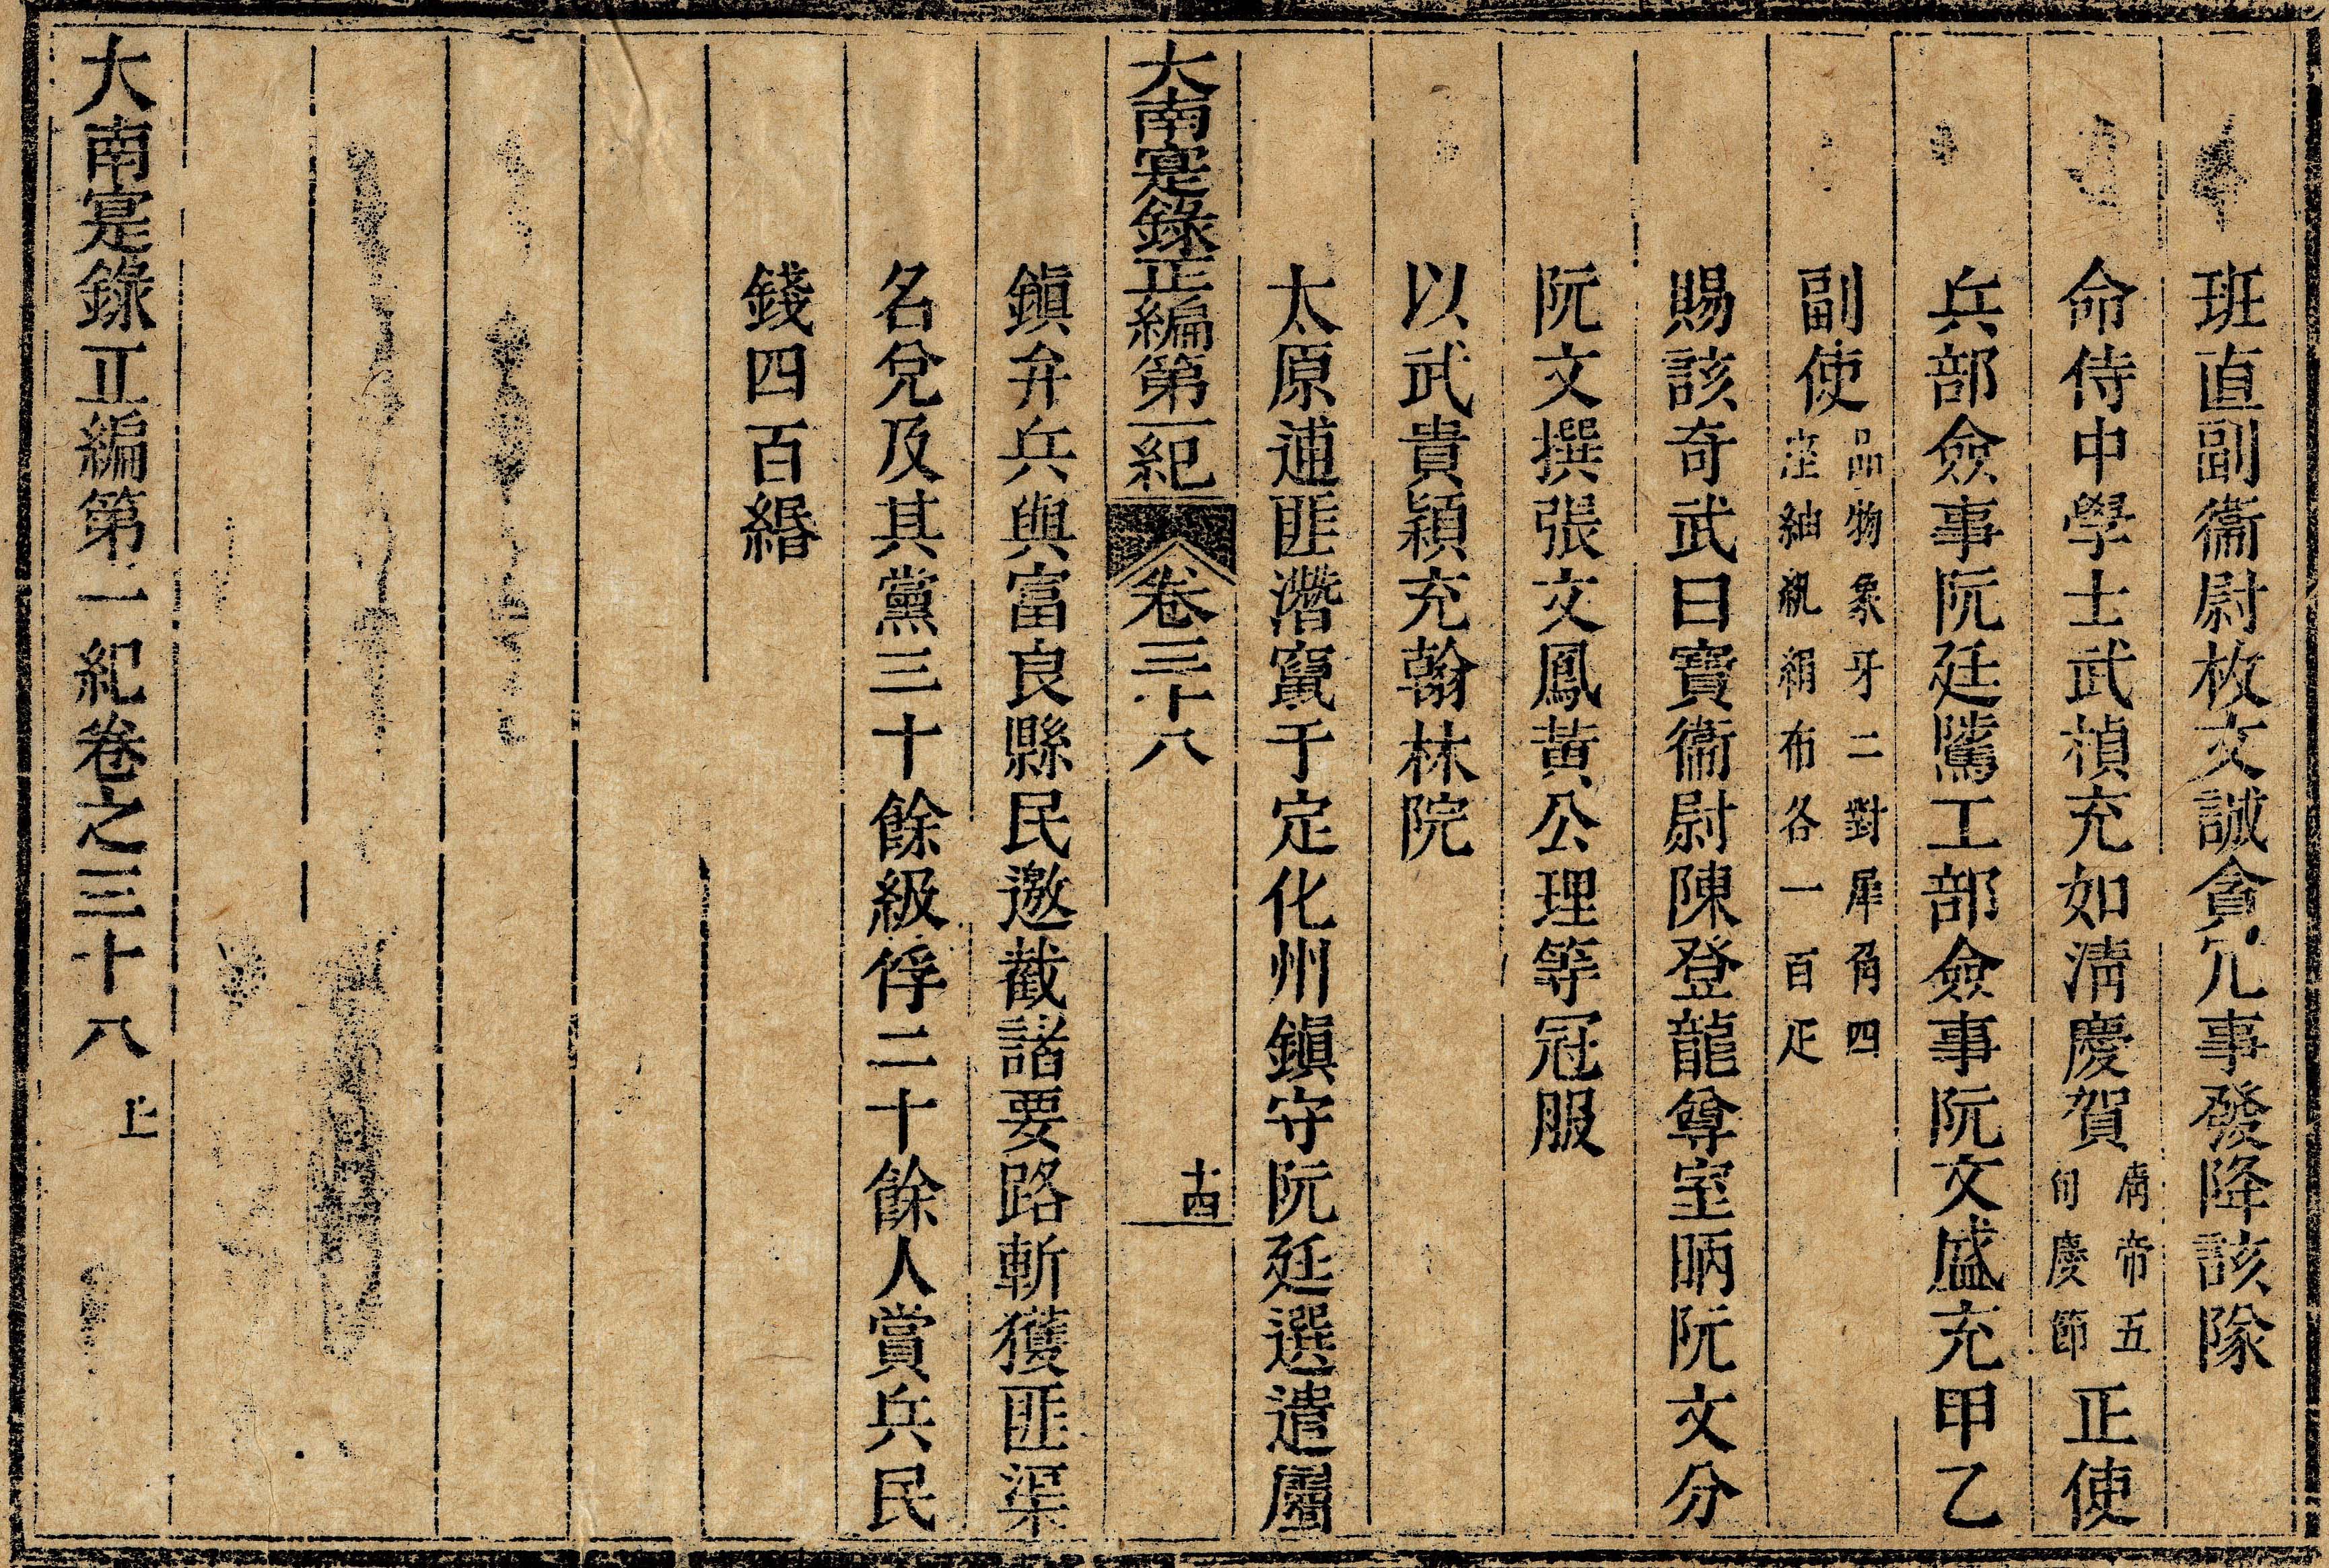 班直副衞尉枚文誠貪冗事發降該隊
命侍中學士武槙充如淸慶賀清帝五旬慶節正使
兵部僉事阮廷騭工部僉事阮文盛充甲乙
副使品物象牙二對犀角四座紬紈絹布各一百疋
賜該奇武曰寶衞尉陳登龍尊室昞阮文分
阮文撰張文鳳黃公理等冠服
以武貴穎充翰林院
太原逋匪潛竄于定化州鎭守阮廷選遣屬
大南寔錄正編第一紀 卷三十八 十四
鎭弁兵與富良縣民邀截諸要路斬獲匪渠
名兌及其黨三十餘級俘二十餘人賞兵民
錢四百緡
大南寔錄正編第一紀卷之三十八 上